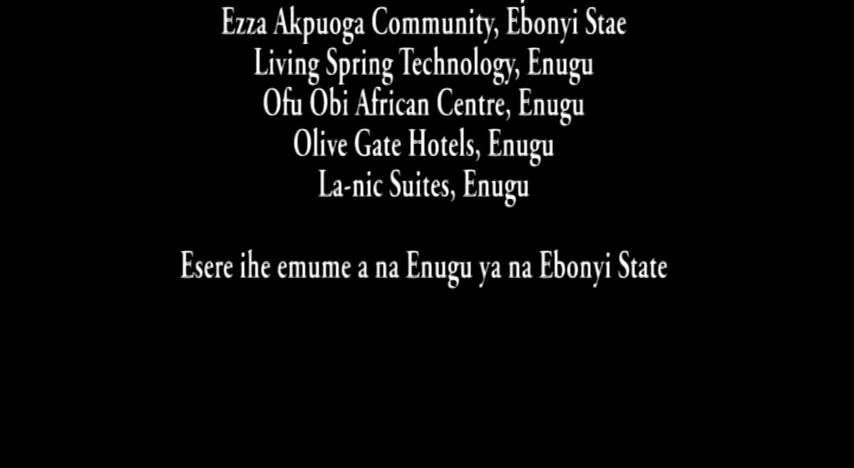 Ezza Akpuoga Community, Ebonyi Stae
Living Spring Technology, Enugu
Ofu Obi African Centre, Enugu
Olive Gate Hotels, Enugu
La-nic Suites, Enugu
Esere ihe emume a na Enugu ya na Ebonyi State